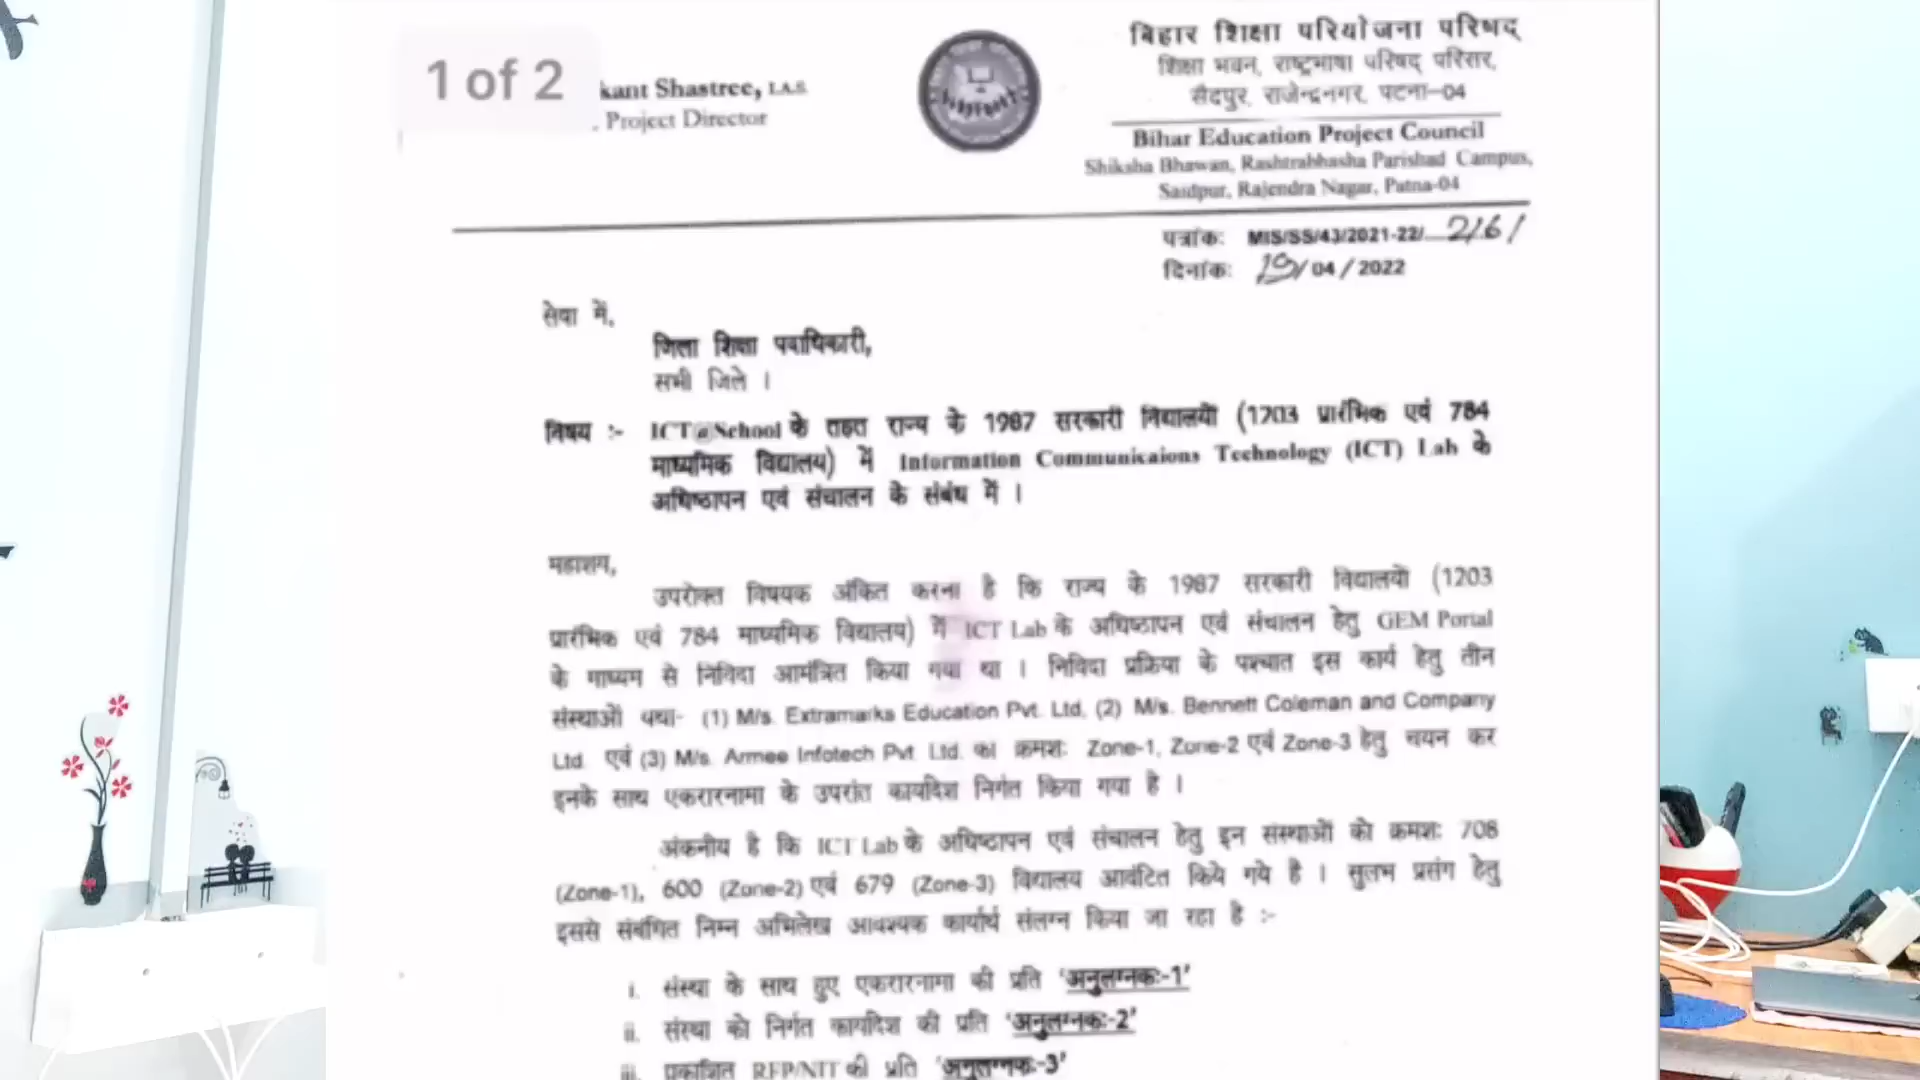 1 of 2
kant Shastree, I.A.S
. Project Director
बिहार शिक्षा परियोजना परिषद्
शिक्षा भवन, राष्ट्रभाषा परिषद् परिसर,
सैदपुर, राजेन्द्रनगर, पटना-04
Bihar Education Project Council
Shiksha Bhawan, Rashtrabhasha Parishad Campus,
Saidpur, Rajendra Nagar, Patna-04
पत्रांक: MIS/SS/43/2021-22/ 2161
दिनांक: 19/04/2022
सेवा में,
जिला शिक्षा पदाधिकारी,
सभी जिले ।
विषय :- ICT@School के तहत राज्य के 1987 सरकारी विद्यालयों (1203 प्रारंभिक एवं 784
माध्यमिक विद्यालय) में Information Communicaions Technology (ICT) Lab के
अधिष्ठापन एवं संचालन के संबंध में ।
महाशय,
उपरोक्त विषयक अंकित करना है कि राज्य के 1987 सरकारी विद्यालयों (1203
प्रारंभिक एवं 784 माध्यमिक विद्यालय) में ICT Lab के अधिष्ठापन एवं संचालन हेतु GEM Portal
के माध्यम से निविदा आमंत्रित किया गया था । निविदा प्रक्रिया के पश्चात इस कार्य हेतु तीन
संस्थाओं यथा- (1) M/s. Extramarks Education Pvt. Ltd, (2) M/s. Bennett Coleman and Company
Ltd. एवं (3) M/s. Armee Infotech Pvt. Ltd. का क्रमश: Zone-1, Zone-2 एवं Zone-3 हेतु चयन कर
इनके साथ एकरारनामा के उपरांत कार्यादेश निर्गत किया गया है ।
अंकनीय है कि ICT Lab के अधिष्ठापन एवं संचालन हेतु इन संस्थाओं को क्रमश: 708
(Zone-1), 600 (Zone-2) एवं 679 (Zone-3) विद्यालय आवंटित किये गये है । सुलभ प्रसंग हेतु
इससे संबंधित निम्न अभिलेख आवश्यक कार्यार्थ संलग्न किया जा रहा है :-
i. संस्था के साथ हुए एकरारनामा की प्रति 'अनुलग्नक:-1'
ii. संस्था को निर्गत कार्यादेश की प्रति 'अनुलग्नक:-2'
iii. प्रकाशित RFP/NIT की प्रति 'अनुलग्नक:-3'